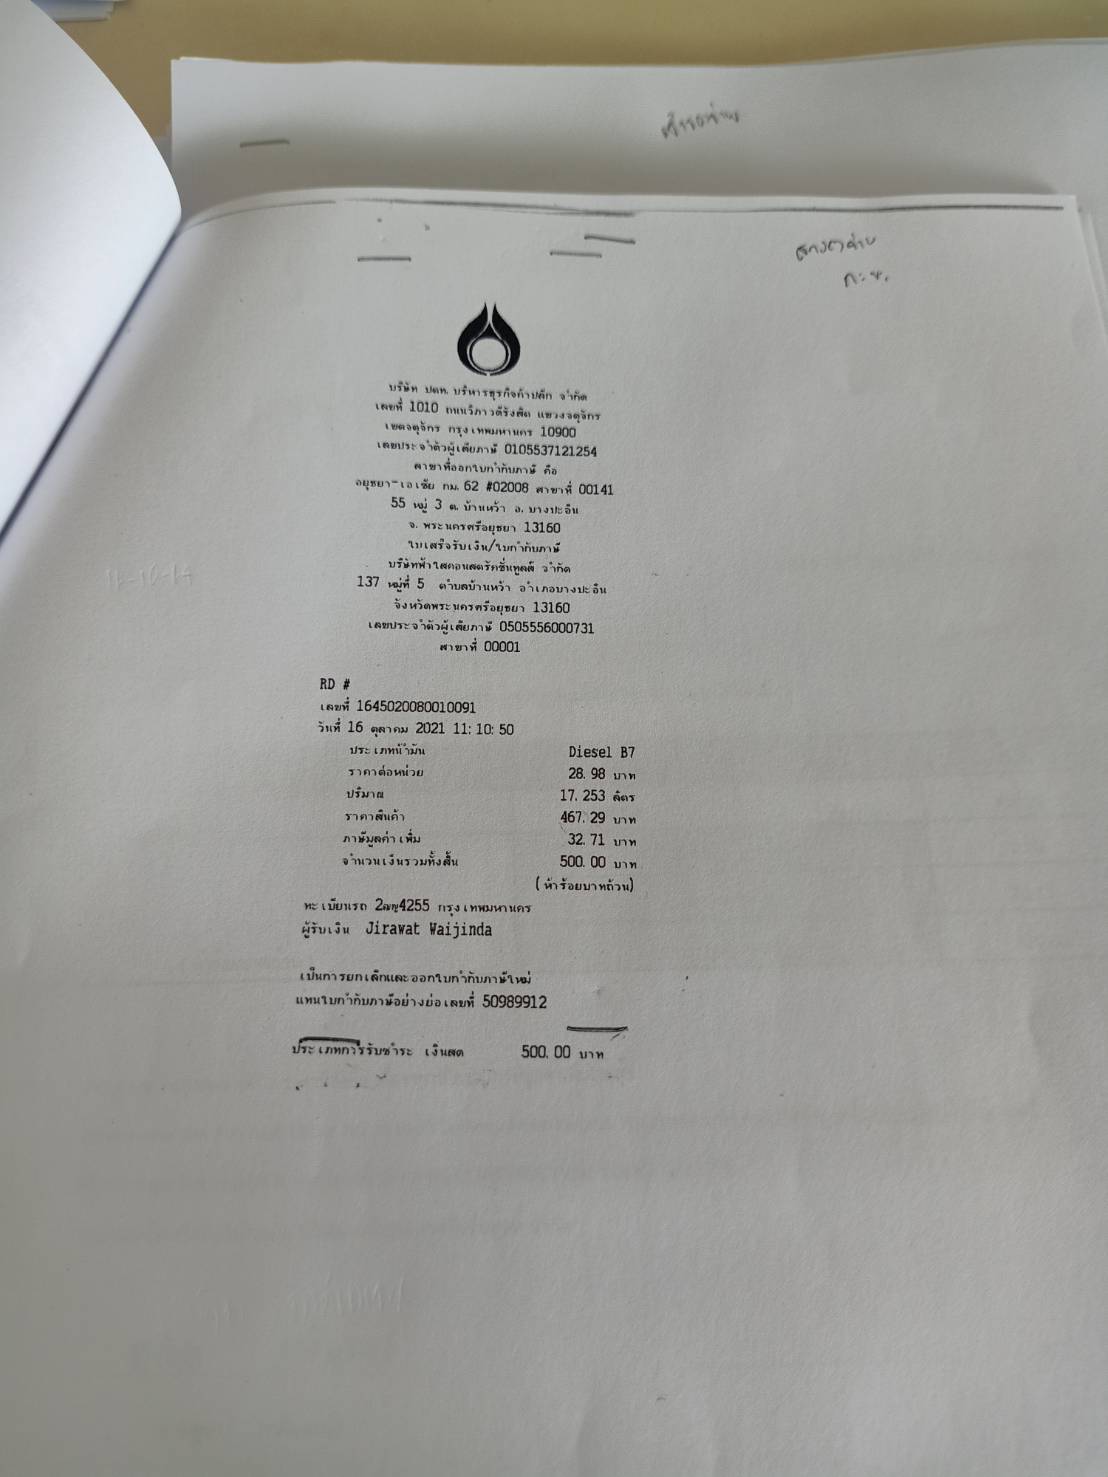 บริษัท ปตท. บริหารธุรกิจค้าปลีก จำกัด
เลขที่ 1010 ถนนวิภาวดีรังสิต แขวงจตุจักร
เขตจตุจักร กรุงเทพมหานคร 10900
เลขประจำตัวผู้เสียภาษี 0105537121254
สาขาที่ออกใบกำกับภาษี คือ
อยุธยา-เอเซีย กม. 62 #02008 สาขาที่ 00141
55 หมู่ 3 ต. บ้านหว้า อ. บางปะอิน
จ. พระนครศรีอยุธยา 13160
ใบเสร็จรับเงิน/ใบกำกับภาษี
บริษัทฟ้าใสคอนสตรัคชั่นทูลส์ จำกัด
137 หมู่ที่ 5 ตำบลบ้านหว้า อำเภอบางปะอิน
จังหวัดพระนครศรีอยุธยา 13160
เลขประจำตัวผู้เสียภาษี 0505556000731
สาขาที่ 00001
RD #
เลขที่ 1645020080010091
วันที่ 16 ตุลาคม 2021 11:10:50
ประเภทน้ำมัน Diesel B7
ราคาต่อหน่วย 28.98 บาท
ปริมาณ 17.253 ลิตร
ราคาสินค้า 467.29 บาท
ภาษีมูลค่าเพิ่ม 32.71 บาท
จำนวนเงินรวมทั้งสิ้น 500.00 บาท
(ห้าร้อยบาทถ้วน)
ทะเบียนรถ 2ฒญ4255 กรุงเทพมหานคร
ผู้รับเงิน Jirawat Waijinda
เป็นการยกเลิกและออกใบกำกับภาษีใหม่
แทนใบกำกับภาษีอย่างย่อเลขที่ 50989912
ประเภทการรับชำระ เงินสด 500.00 บาท